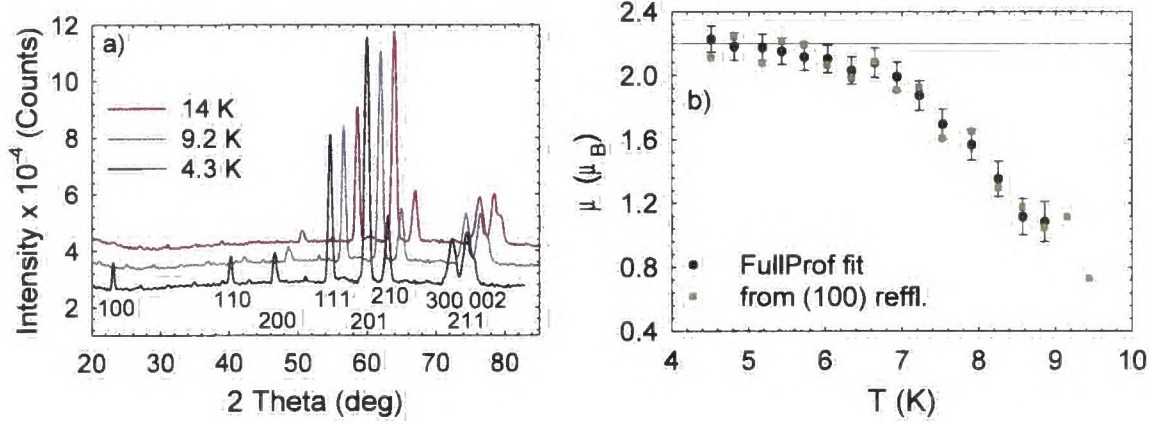 a)
Intensity x 10⁻⁴ (Counts)
12
10
8
6
4
2
14 K
9.2 K
4.3 K
100
110
200
111
201
210
300
211
002
20 30 40 50 60 70 80
2 Theta (deg)
b)
μ (μB)
2.4
2.0
1.6
1.2
0.8
0.4
FullProf fit
from (100) reffl.
4 5 6 7 8 9 10
T (K)